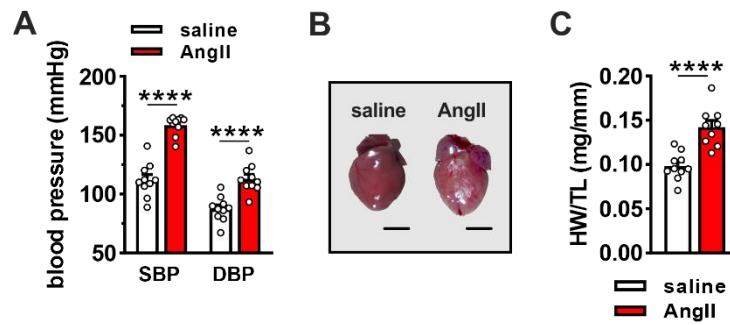 A
saline
AngII
blood pressure (mmHg)
200
150
100
50
****
****
SBP DBP
B
saline AngII
C
HW/TL (mg/mm)
0.20
0.15
0.10
0.05
0.00
****
saline
AngII